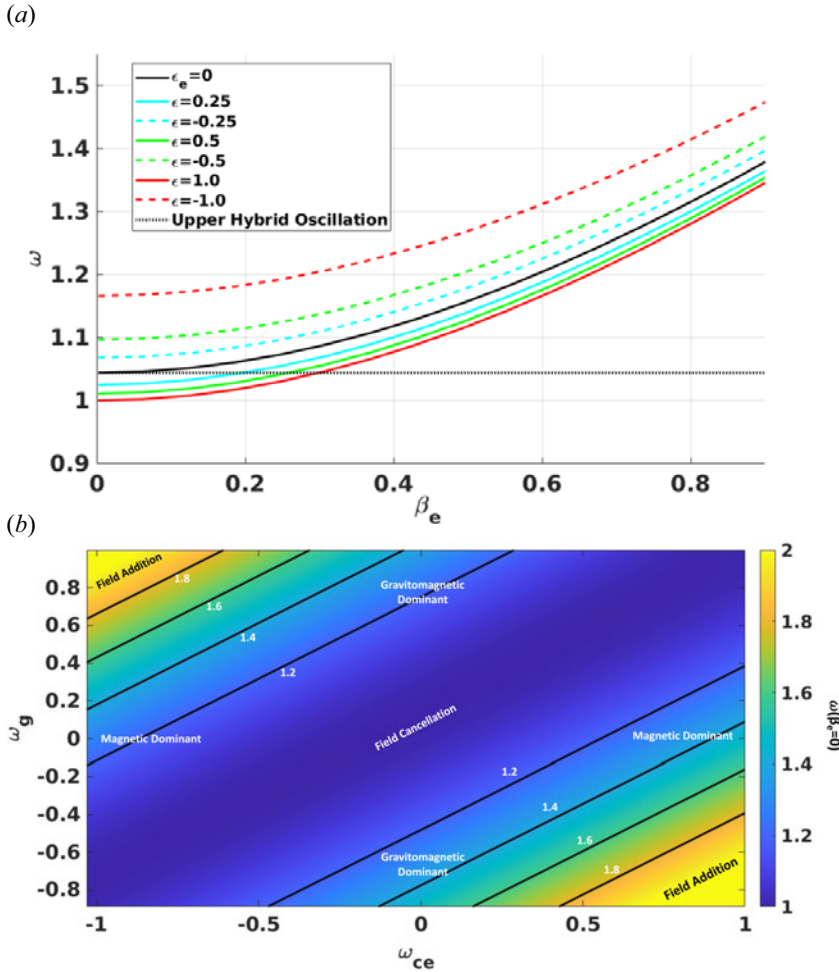 (a)
1.5
1.4
1.3
1.2
1.1
1
0.9
ω
ϵe=0
ϵ=0.25
ϵ=-0.25
ϵ=0.5
ϵ=-0.5
ϵ=1.0
ϵ=-1.0
Upper Hybrid Oscillation
0 0.2 0.4 0.6 0.8
βe
(b)
0.8
0.6
0.4
0.2
0
-0.2
-0.4
-0.6
-0.8
ωg
Field Addition
1.8
1.6
1.4
1.2
Gravitomagnetic
Dominant
Magnetic Dominant
Field Cancellation
Magnetic Dominant
1.2
1.4
1.6
1.8
Gravitomagnetic
Dominant
Field Addition
-1 -0.5 0 0.5 1
ωce
2
1.8
1.6
1.4
1.2
1
ω(βe=0)